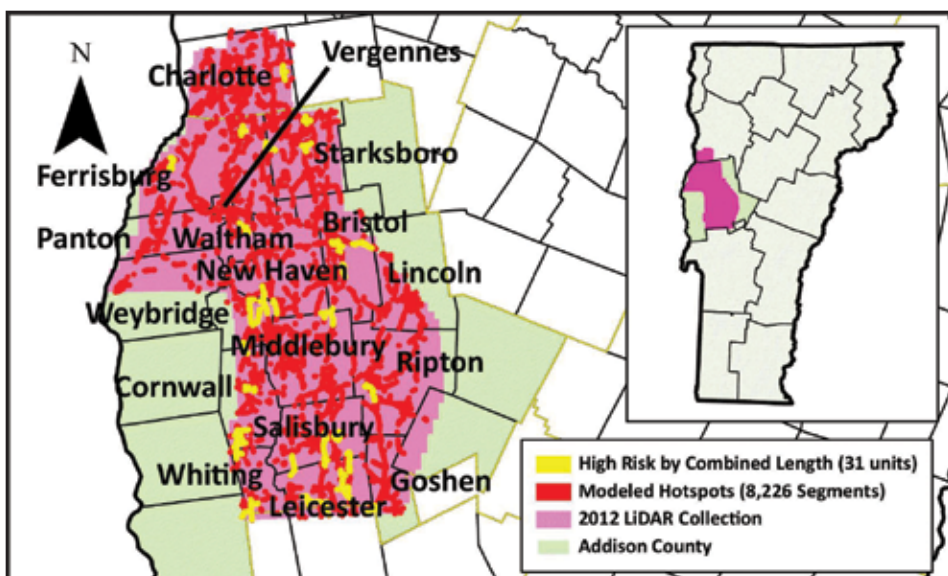 N
Vergennes
Charlotte
Starksboro
Ferrisburg
Bristol
Panton
Waltham
New Haven
Lincoln
Weybridge
Middlebury
Ripton
Cornwall
Salisbury
Whiting
Goshen
Leicester
High Risk by Combined Length (31 units)
Modeled Hotspots (8,226 Segments)
2012 LiDAR Collection
Addison County